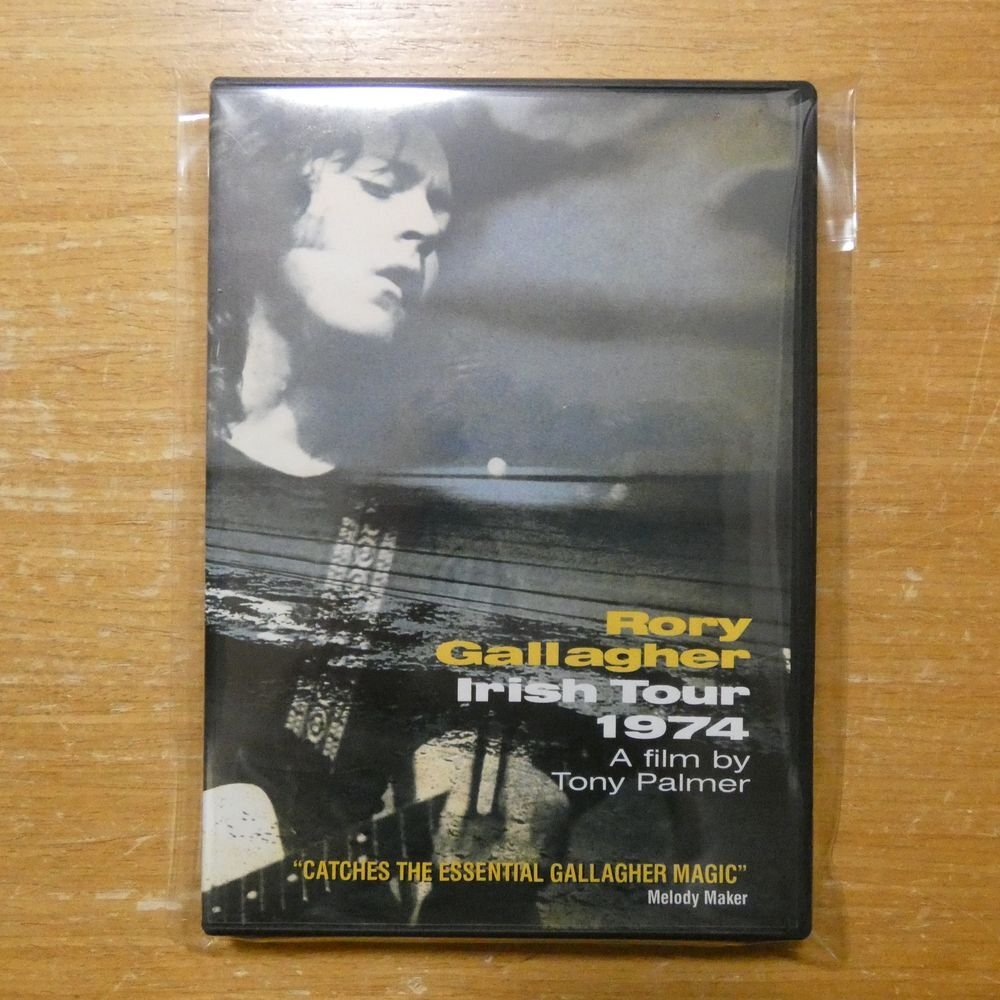 Rory
Gallagher
Irish Tour
1974
A film by
Tony Palmer
“CATCHES THE ESSENTIAL GALLAGHER MAGIC”
Melody Maker